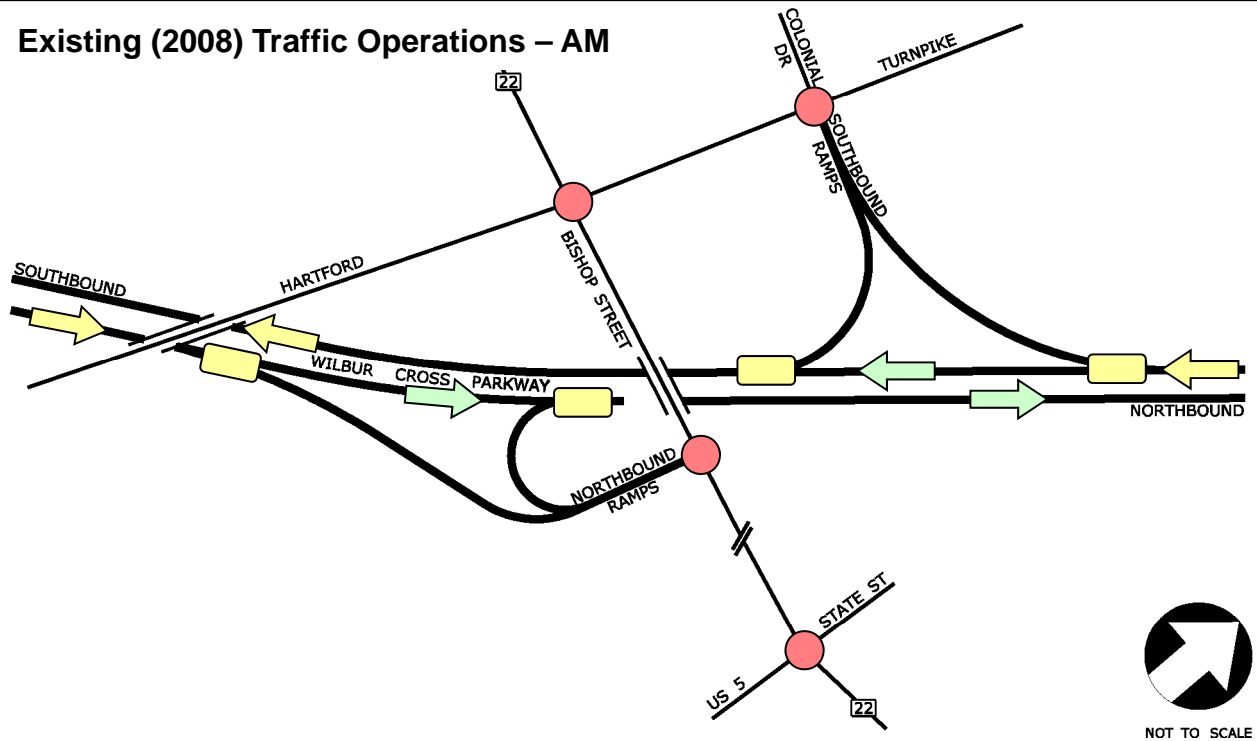 Existing (2008) Traffic Operations – AM
COLONIAL
DR
TURNPIKE
22
SOUTHBOUND
RAMPS
BISHOP STREET
HARTFORD
SOUTHBOUND
WILBUR CROSS PARKWAY
NORTHBOUND
NORTHBOUND
RAMPS
STATE ST
US 5
22
NOT TO SCALE